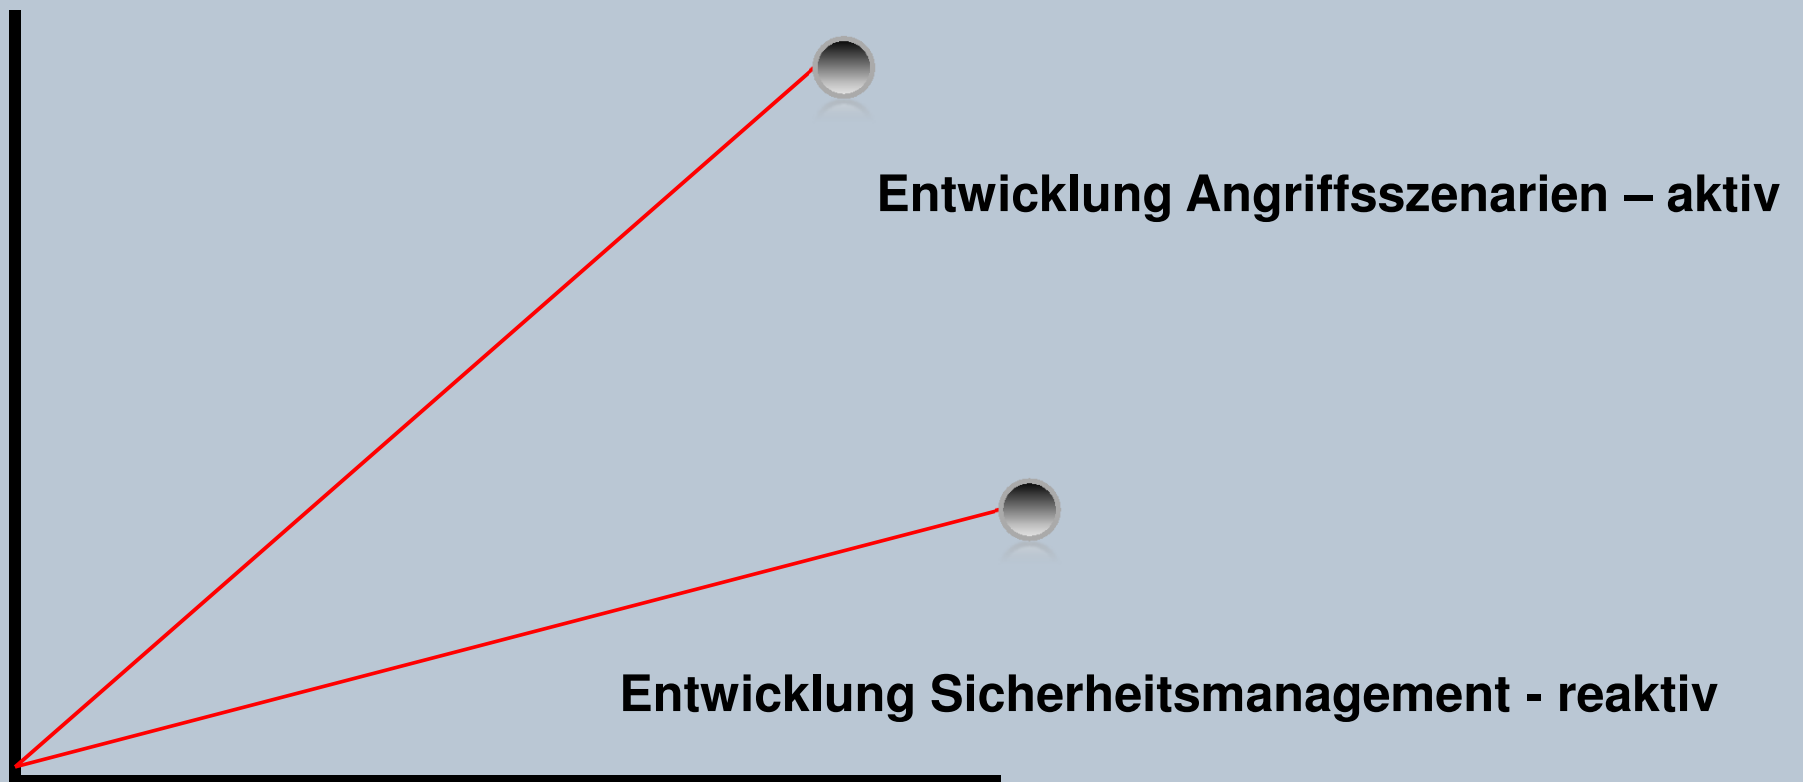 Entwicklung Angriffsszenarien – aktiv
Entwicklung Sicherheitsmanagement - reaktiv